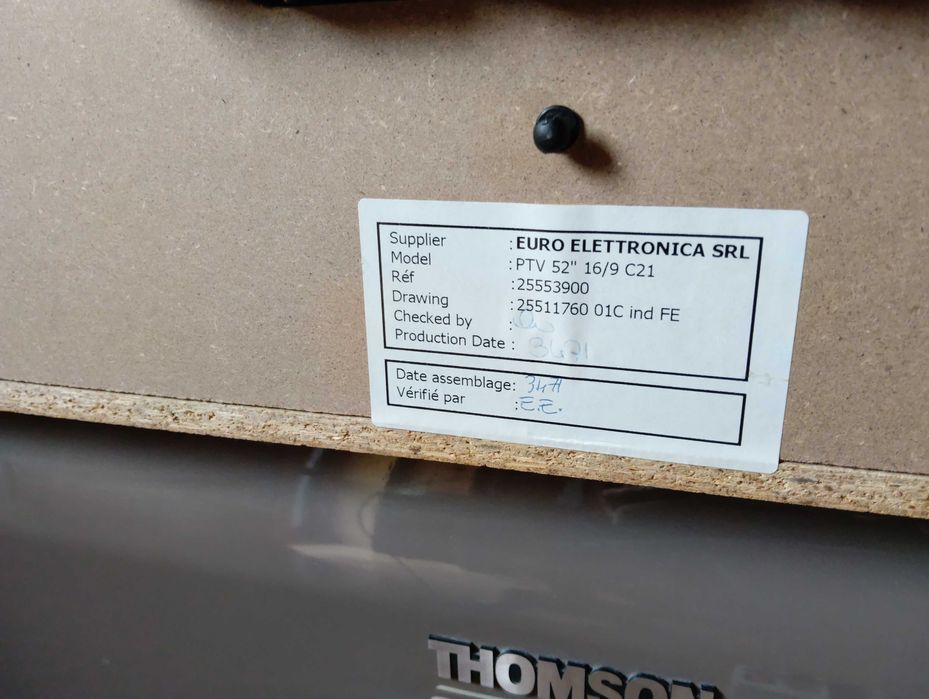 Supplier : EURO ELETTRONICA SRL
Model : PTV 52" 16/9 C21
Réf : 25553900
Drawing : 25511760 01C ind FE
Checked by :
Production Date :
Date assemblage: 34A
Vérifié par : E.E.
THOMSON